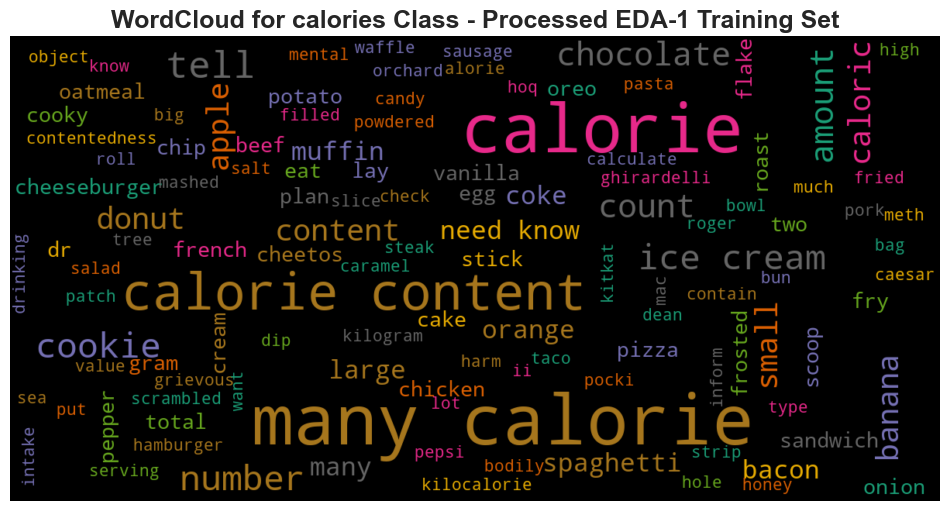 WordCloud for calories Class - Processed EDA-1 Training Set
object
know
mental
waffle
sausage
orchard
alorie
tell
chocolate
flake
high
oatmeal
big
apple
potato
filled
candy
powdered
hoq
oreo
pasta
calorie
amount
caloric
cooky
contentedness
roll
chip
beef
salt
muffin
calculate
roast
cheeseburger
mashed
eat
lay
vanilla
ghirardelli
much
fried
plan
slice
check
egg
coke
count
bowl
roger
two
pork
meth
donut
content
need know
dr
tree
french
cheetos
steak
stick
ice cream
bag
drinking
salad
caramel
kitkat
mac
bun
contain
caesar
patch
calorie content
dean
fry
cake
cookie
cream
dip
kilogram
orange
small
frosted
scoop
value
gram
grievous
large
harm
taco
pizza
ii
inform
sea
put
scrambled
want
chicken
pocki
lot
type
banana
pepper
total
many calorie
intake
hamburger
pepsi
sandwich
serving
number
many
bodily
spaghetti
strip
bacon
kilocalorie
hole
honey
onion